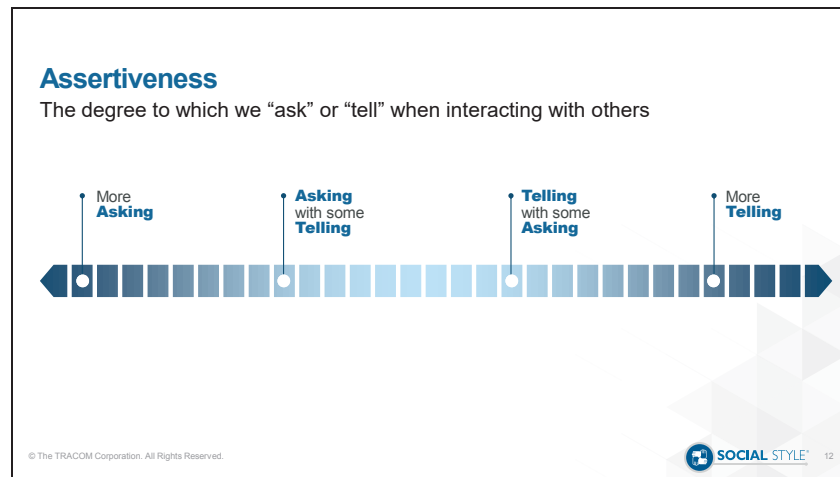 Assertiveness
The degree to which we “ask” or “tell” when interacting with others
More
Asking
Asking
with some
Telling
Telling
with some
Asking
More
Telling
© The TRACOM Corporation. All Rights Reserved.
SOCIAL STYLE®
12